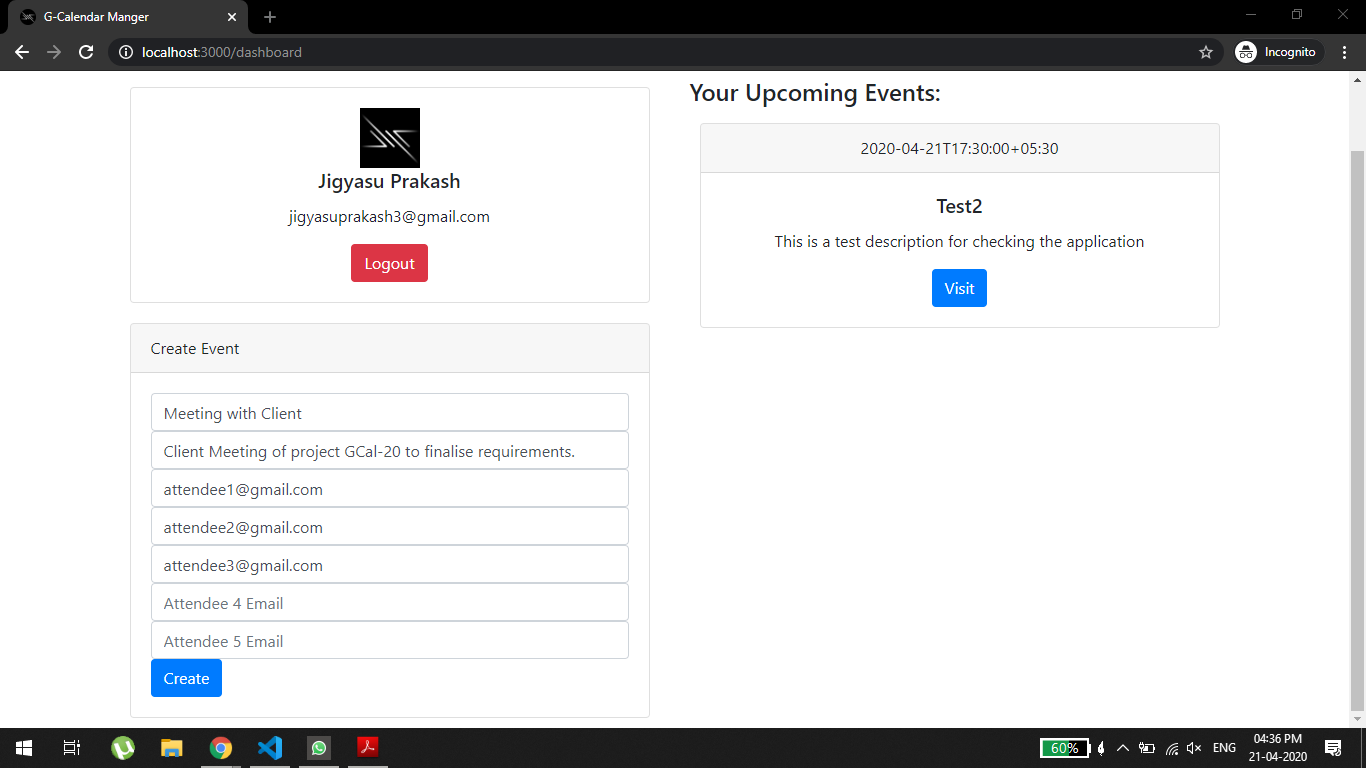 G-Calendar Manger
localhost:3000/dashboard
Incognito
Jigyasu Prakash
jigyasuprakash3@gmail.com
Logout
Create Event
Meeting with Client
Client Meeting of project GCal-20 to finalise requirements.
attendee1@gmail.com
attendee2@gmail.com
attendee3@gmail.com
Attendee 4 Email
Attendee 5 Email
Create
Your Upcoming Events:
2020-04-21T17:30:00+05:30
Test2
This is a test description for checking the application
Visit
60%
ENG
04:36 PM
21-04-2020